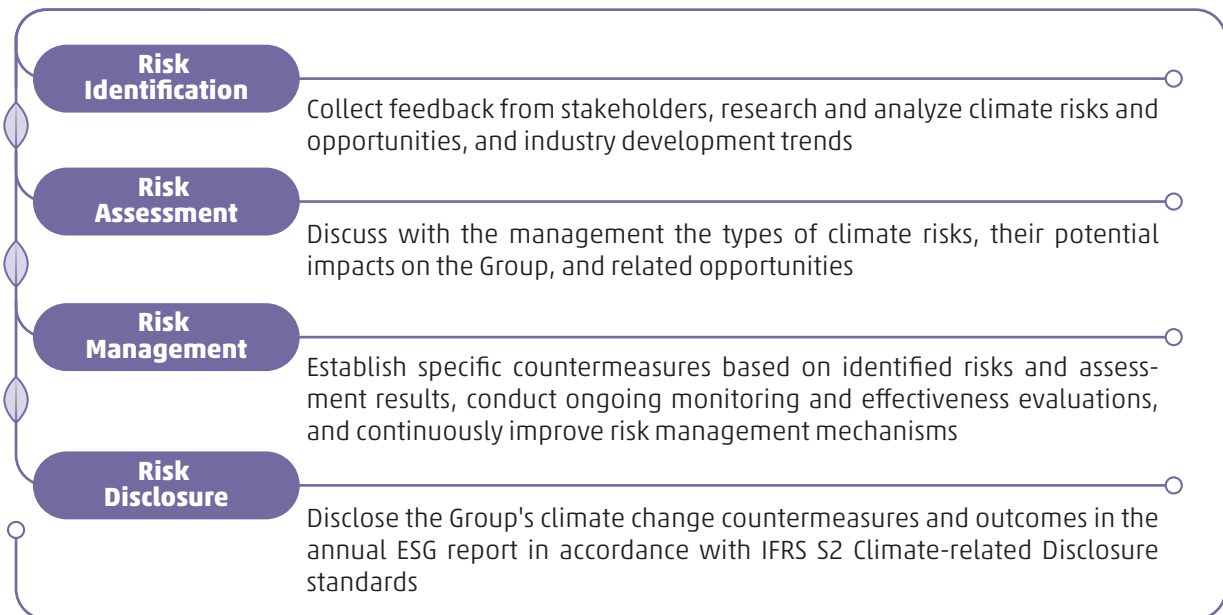 Risk
Identification
Collect feedback from stakeholders, research and analyze climate risks and
opportunities, and industry development trends
Risk
Assessment
Discuss with the management the types of climate risks, their potential
impacts on the Group, and related opportunities
Risk
Management
Establish specific countermeasures based on identified risks and assess-
ment results, conduct ongoing monitoring and effectiveness evaluations,
and continuously improve risk management mechanisms
Risk
Disclosure
Disclose the Group's climate change countermeasures and outcomes in the
annual ESG report in accordance with IFRS S2 Climate-related Disclosure
standards